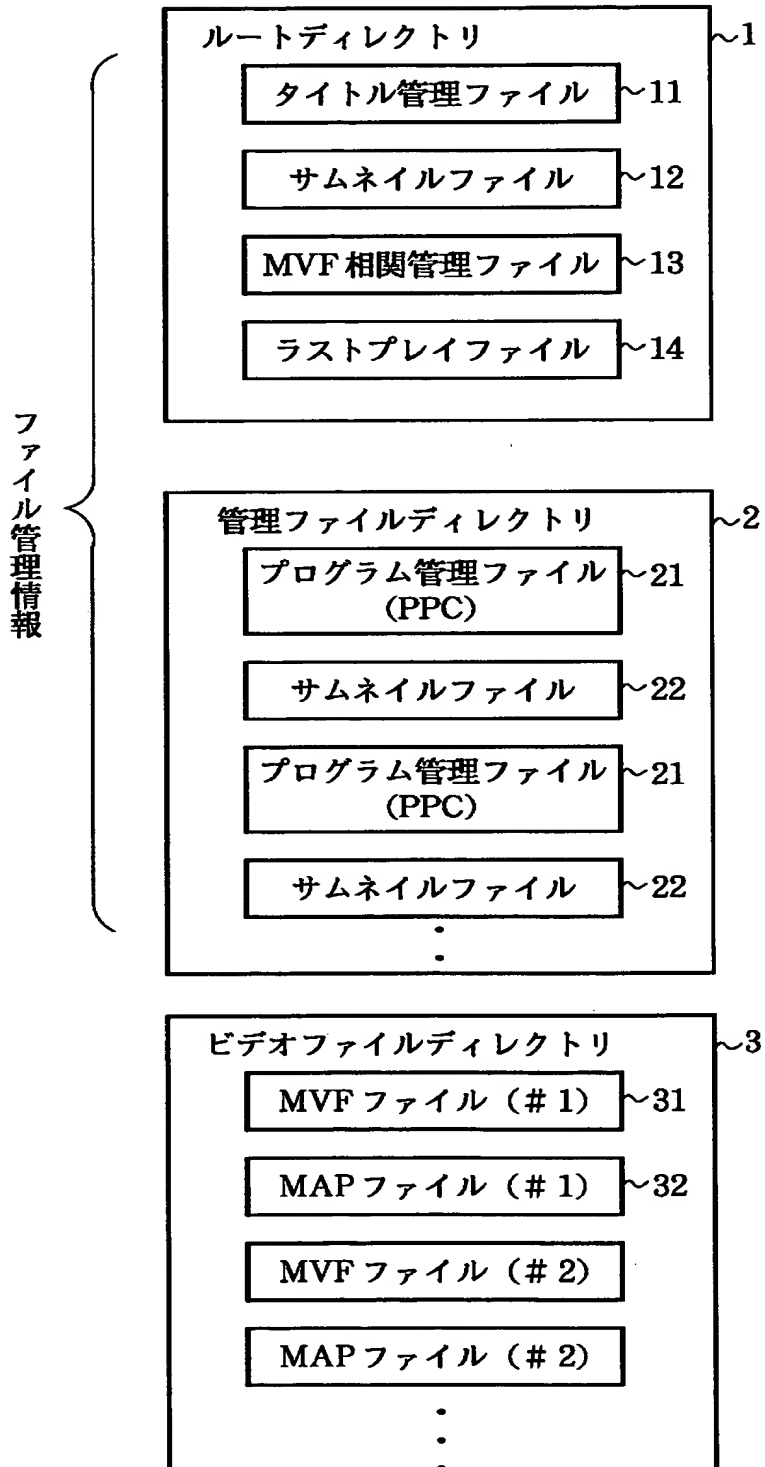 ルートディレクトリ ~1
タイトル管理ファイル ~11
サムネイルファイル ~12
MVF相関管理ファイル ~13
ラストプレイファイル ~14
ファイル管理情報
管理ファイルディレクトリ ~2
プログラム管理ファイル ~21
(PPC)
サムネイルファイル ~22
プログラム管理ファイル ~21
(PPC)
サムネイルファイル ~22
ビデオファイルディレクトリ ~3
MVFファイル (#1) ~31
MAPファイル (#1) ~32
MVFファイル (#2)
MAPファイル (#2)